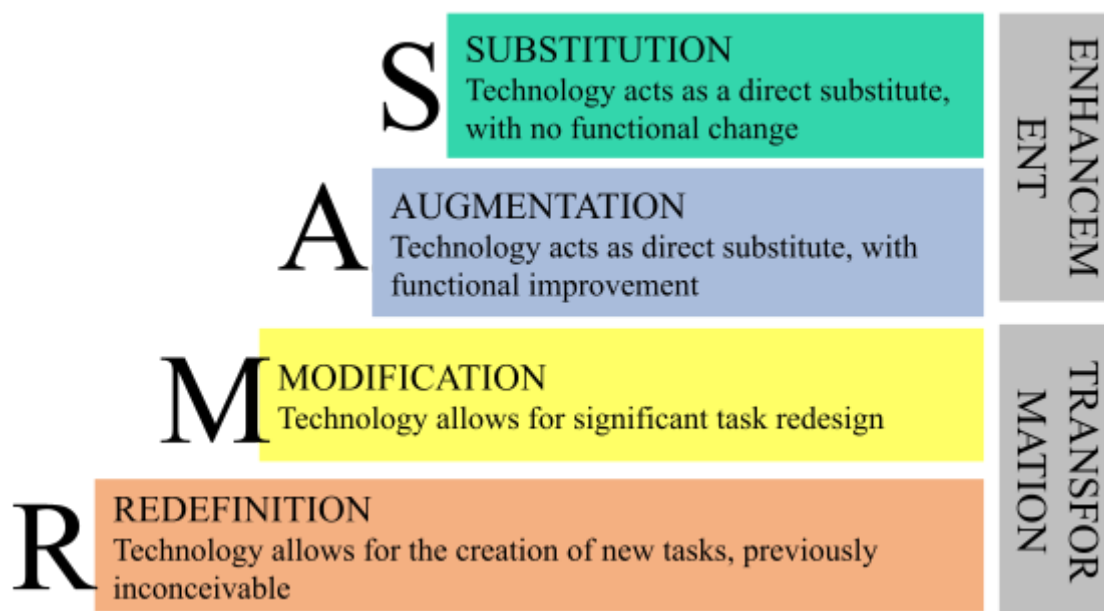 S
SUBSTITUTION
Technology acts as a direct substitute,
with no functional change
A
AUGMENTATION
Technology acts as direct substitute, with
functional improvement
M
MODIFICATION
Technology allows for significant task redesign
R
REDEFINITION
Technology allows for the creation of new tasks, previously
inconceivable
ENHANCEM
ENT
TRANSFOR
MATION